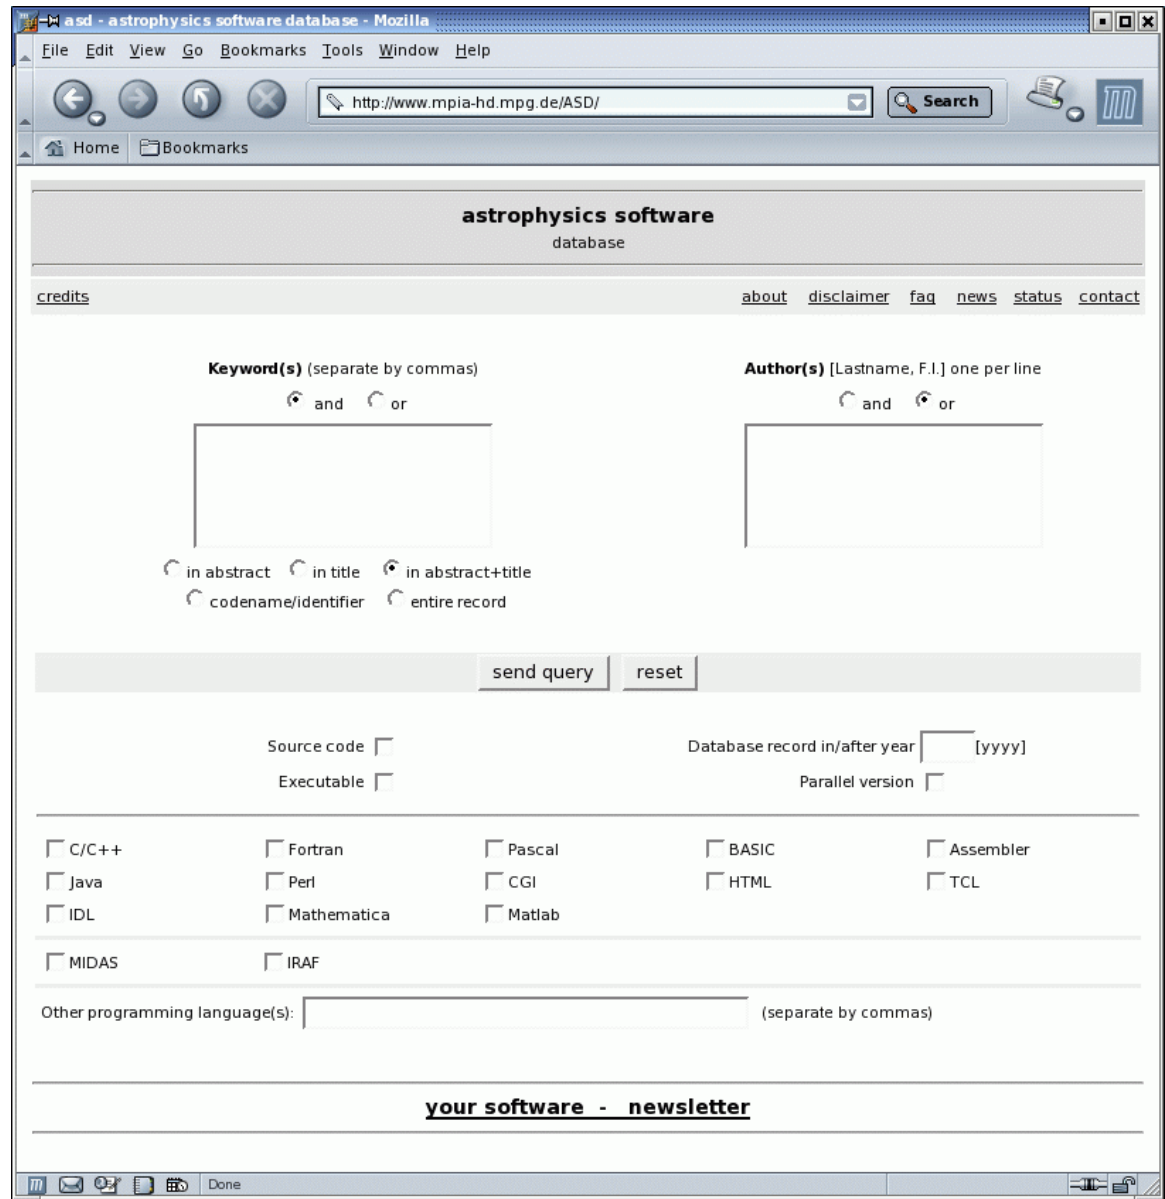 asd - astrophysics software database - Mozilla
File Edit View Go Bookmarks Tools Window Help
http://www.mpia-hd.mpg.de/ASD/ Search
Home Bookmarks
astrophysics software
database
credits about disclaimer faq news status contact
Keyword(s) (separate by commas) Author(s) [Lastname, F.I.] one per line
and or and or
in abstract in title in abstract+title
codename/identifier entire record
send query reset
Source code Database record in/after year [yyyy]
Executable Parallel version
C/C++ Fortran Pascal BASIC Assembler
Java Perl CGI HTML TCL
IDL Mathematica Matlab
MIDAS IRAF
Other programming language(s): (separate by commas)
your software - newsletter
Done